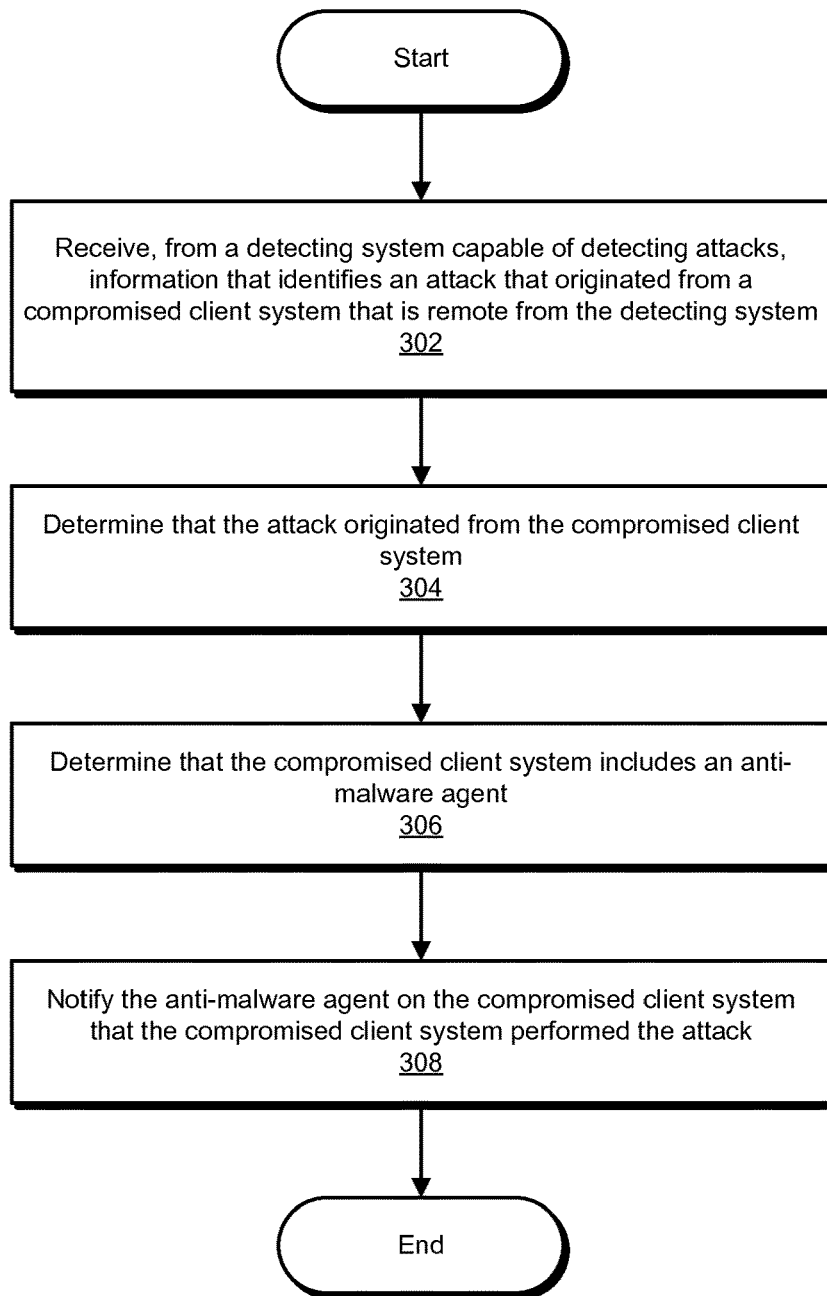 Start
Receive, from a detecting system capable of detecting attacks,
information that identifies an attack that originated from a
compromised client system that is remote from the detecting system
302
Determine that the attack originated from the compromised client
system
304
Determine that the compromised client system includes an anti-
malware agent
306
Notify the anti-malware agent on the compromised client system
that the compromised client system performed the attack
308
End